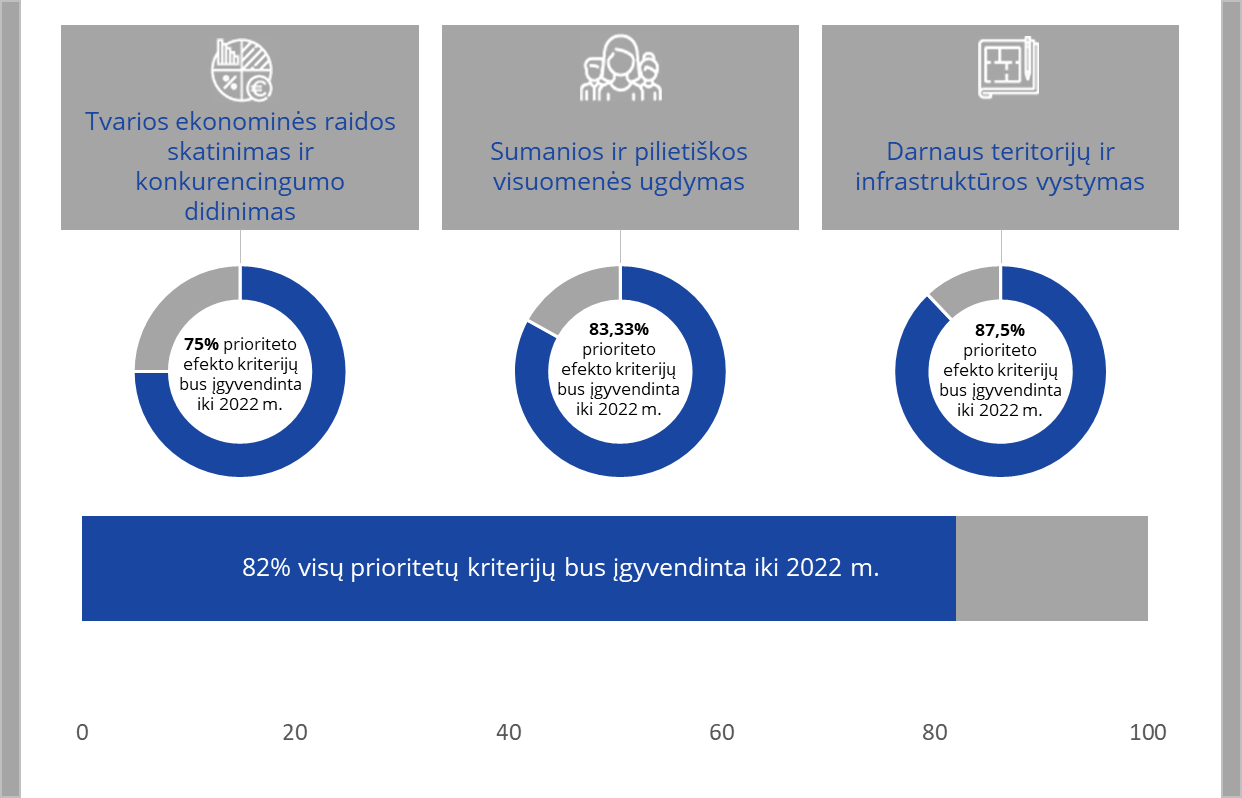 Tvarios ekonominės raidos
skatinimas ir
konkurencingumo
didinimas
Sumanios ir pilietiškos
visuomenės ugdymas
Darnaus teritorijų ir
infrastruktūros vystymas
75% prioriteto
efekto kriterijų
bus įgyvendinta
iki 2022 m.
83,33%
prioriteto
efekto kriterijų
bus įgyvendinta
iki 2022 m.
87,5%
prioriteto
efekto kriterijų
bus įgyvendinta
iki 2022 m.
82% visų prioritetų kriterijų bus įgyvendinta iki 2022 m.
0 20 40 60 80 100